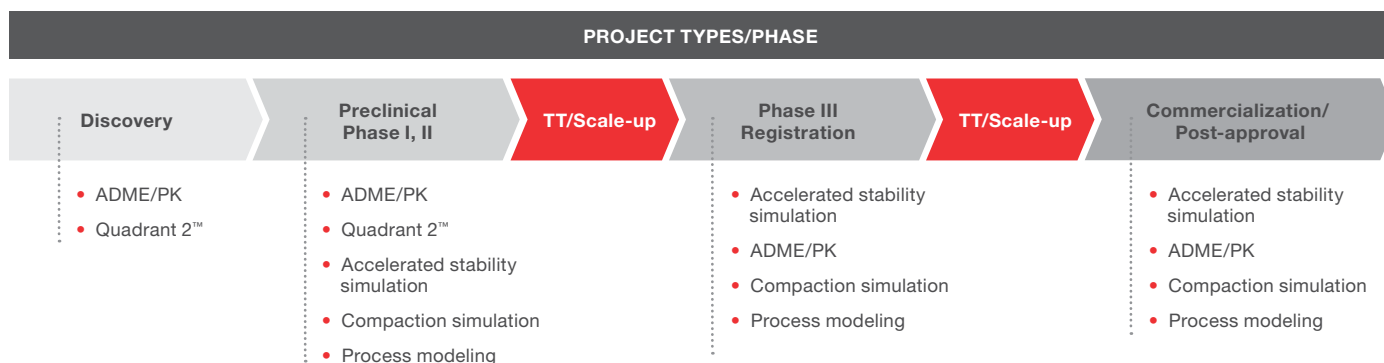 PROJECT TYPES/PHASE
Discovery
Preclinical
Phase I, II
TT/Scale-up
Phase III
Registration
TT/Scale-up
Commercialization/
Post-approval
• ADME/PK
• Quadrant 2™
• ADME/PK
• Quadrant 2™
• Accelerated stability
simulation
• Compaction simulation
• Process modeling
• Accelerated stability
simulation
• ADME/PK
• Compaction simulation
• Process modeling
• Accelerated stability
simulation
• ADME/PK
• Compaction simulation
• Process modeling